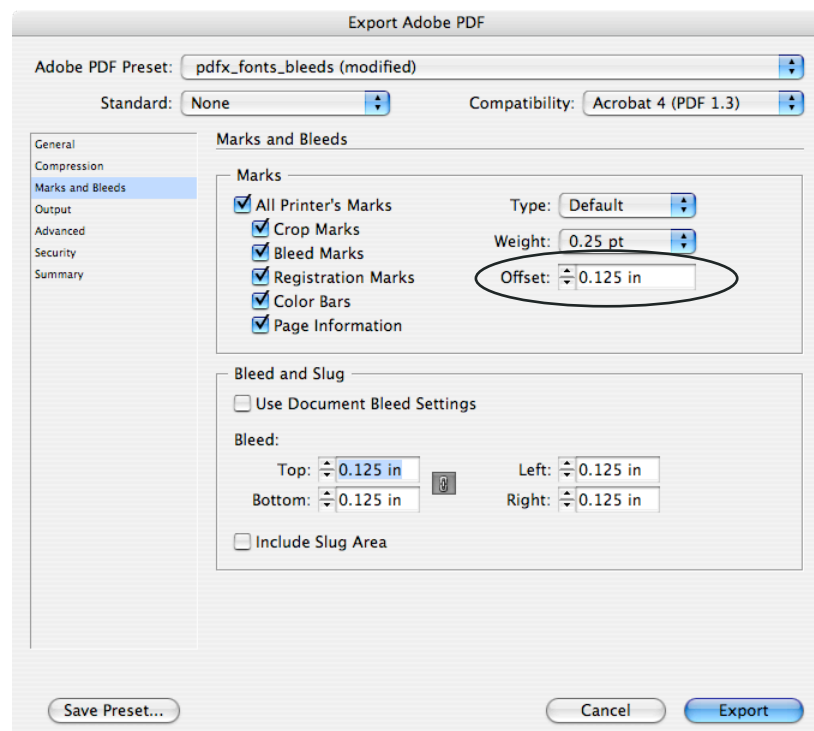 Export Adobe PDF
Adobe PDF Preset: pdfx_fonts_bleeds (modified)
Standard: None Compatibility: Acrobat 4 (PDF 1.3)
General
Compression
Marks and Bleeds
Output
Advanced
Security
Summary
Marks and Bleeds
Marks
All Printer's Marks
Crop Marks
Bleed Marks
Registration Marks
Color Bars
Page Information
Type: Default
Weight: 0.25 pt
Offset: 0.125 in
Bleed and Slug
Use Document Bleed Settings
Bleed:
Top: 0.125 in Left: 0.125 in
Bottom: 0.125 in Right: 0.125 in
Include Slug Area
Save Preset... Cancel Export